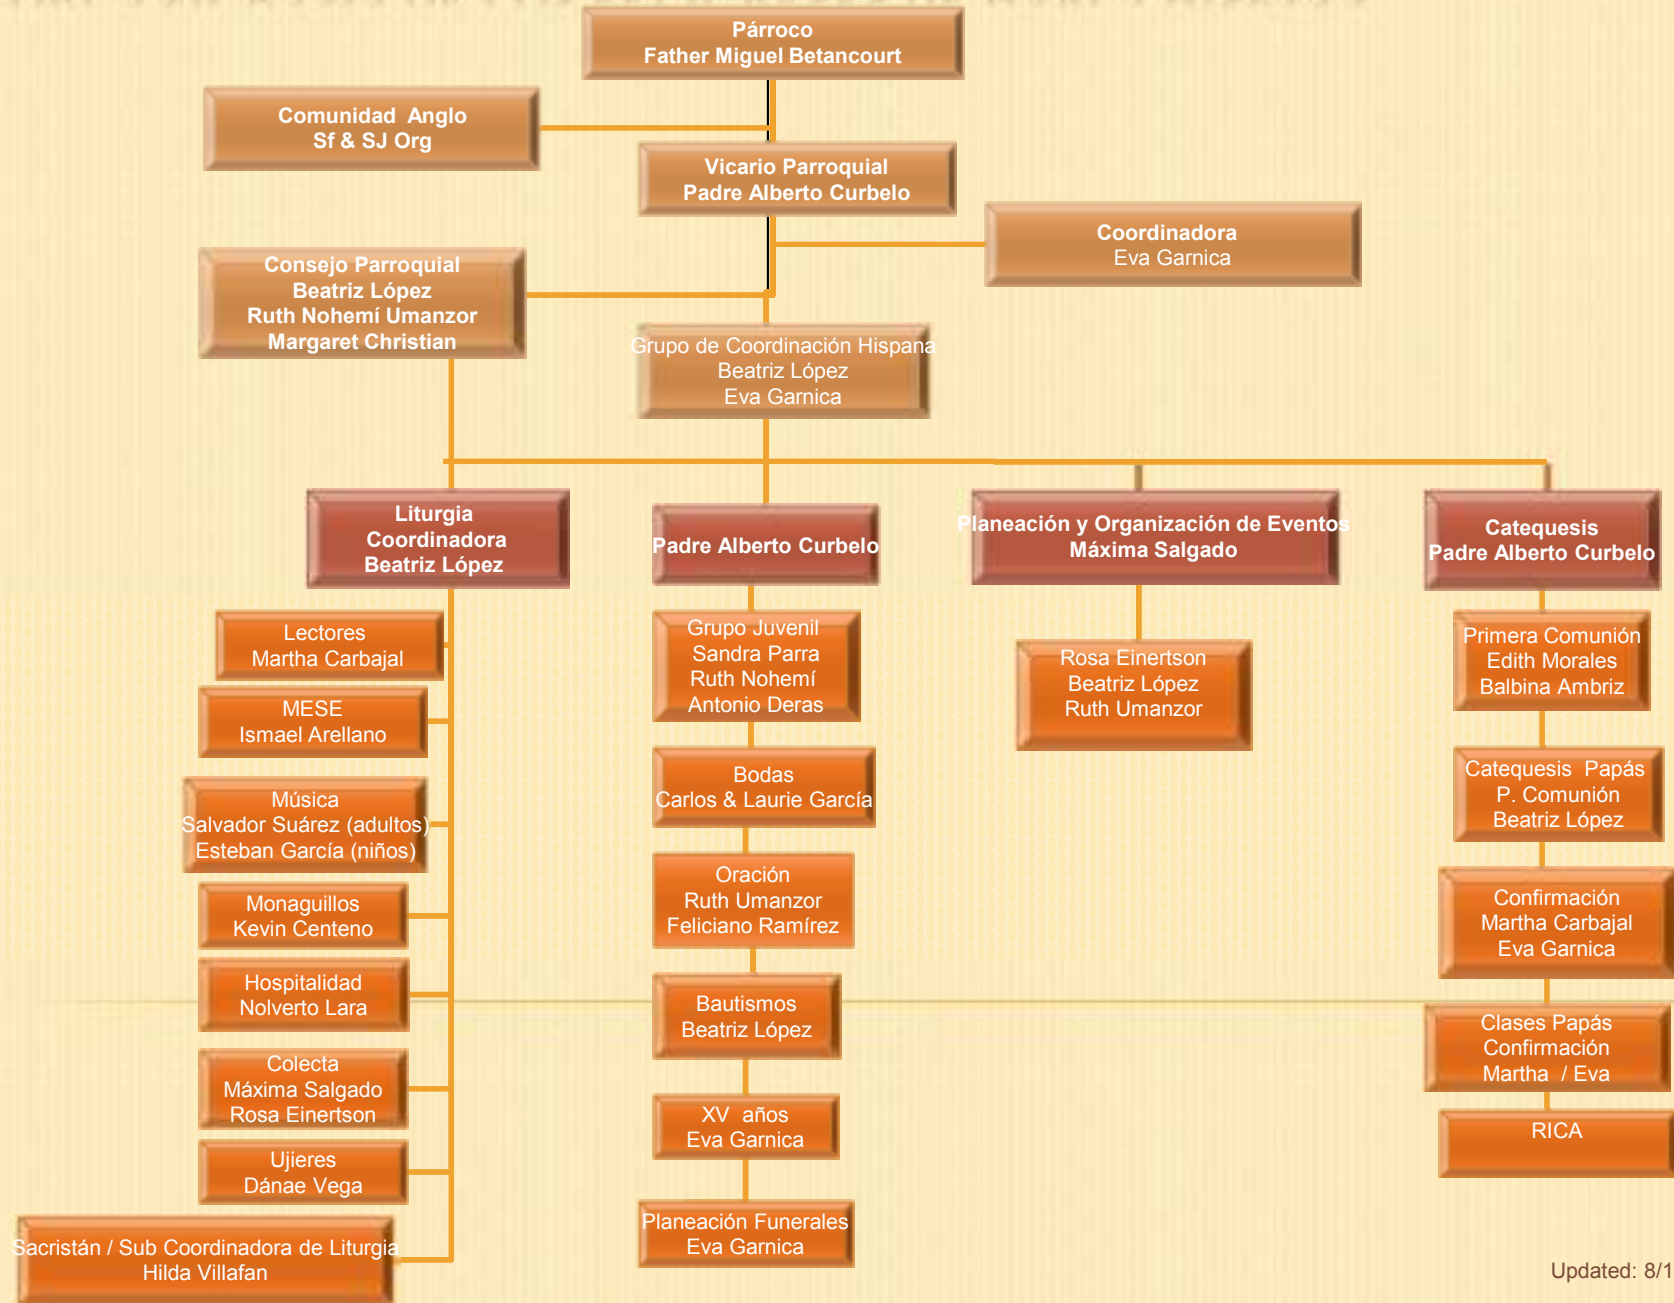 Párroco
Father Miguel Betancourt
Comunidad Anglo
Sf & SJ Org
Vicario Parroquial
Padre Alberto Curbelo
Coordinadora
Eva Garnica
Consejo Parroquial
Beatriz López
Ruth Nohemí Umanzor
Margaret Christian
Grupo de Coordinación Hispana
Beatriz López
Eva Garnica
Liturgia
Coordinadora
Beatriz López
Padre Alberto Curbelo
Planeación y Organización de Eventos
Máxima Salgado
Catequesis
Padre Alberto Curbelo
Lectores
Martha Carbajal
MESE
Ismael Arellano
Música
Salvador Suárez (adultos)
Esteban García (niños)
Monaguillos
Kevin Centeno
Hospitalidad
Nolverto Lara
Colecta
Máxima Salgado
Rosa Einertson
Ujieres
Dánae Vega
Sacristán / Sub Coordinadora de Liturgia
Hilda Villafan
Grupo Juvenil
Sandra Parra
Ruth Nohemí
Antonio Deras
Bodas
Carlos & Laurie García
Oración
Ruth Umanzor
Feliciano Ramírez
Bautismos
Beatriz López
XV años
Eva Garnica
Planeación Funerales
Eva Garnica
Rosa Einertson
Beatriz López
Ruth Umanzor
Primera Comunión
Edith Morales
Balbina Ambriz
Catequesis Papás
P. Comunión
Beatriz López
Confirmación
Martha Carbajal
Eva Garnica
Clases Papás
Confirmación
Martha / Eva
RICA
Updated: 8/1